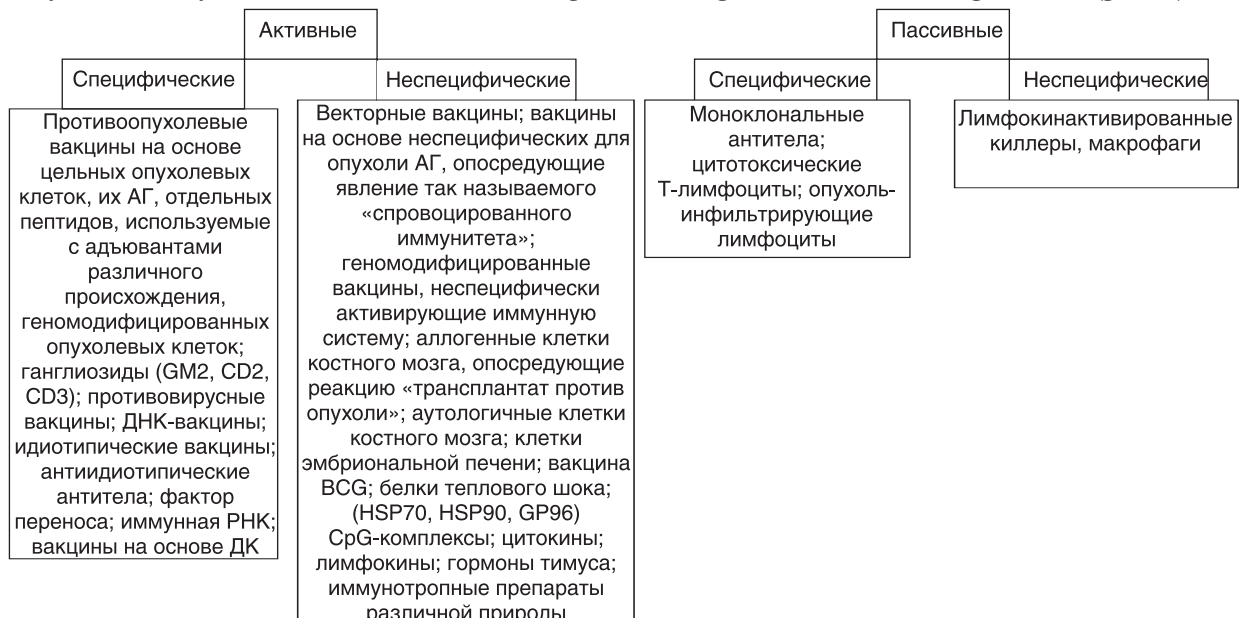 Активные
Специфические
Противоопухолевые
вакцины на основе
цельных опухолевых
клеток, их АГ, отдельных
пептидов, используемые
с адъювантами
различного
происхождения,
геномодифицированных
опухолевых клеток;
ганглиозиды (GM2, CD2,
CD3); противовирусные
вакцины; ДНК-вакцины;
идиотипические вакцины;
антиидиотипические
антитела; фактор
переноса; иммунная РНК;
вакцины на основе ДК
Неспецифические
Векторные вакцины; вакцины
на основе неспецифических для
опухоли АГ, опосредующие
явление так называемого
«спровоцированного
иммунитета»;
геномодифицированные
вакцины, неспецифически
активирующие иммунную
систему; аллогенные клетки
костного мозга, опосредующие
реакцию «трансплантат против
опухоли»; аутологичные клетки
костного мозга; клетки
эмбриональной печени; вакцина
BCG; белки теплового шока;
(HSP70, HSP90, GP96)
CpG-комплексы; цитокины;
лимфокины; гормоны тимуса;
иммунотропные препараты
различной природы
Пассивные
Специфические
Моноклональные
антитела;
цитотоксические
Т-лимфоциты; опухоль-
инфильтрирующие
лимфоциты
Неспецифические
Лимфокинактивированные
киллеры, макрофаги